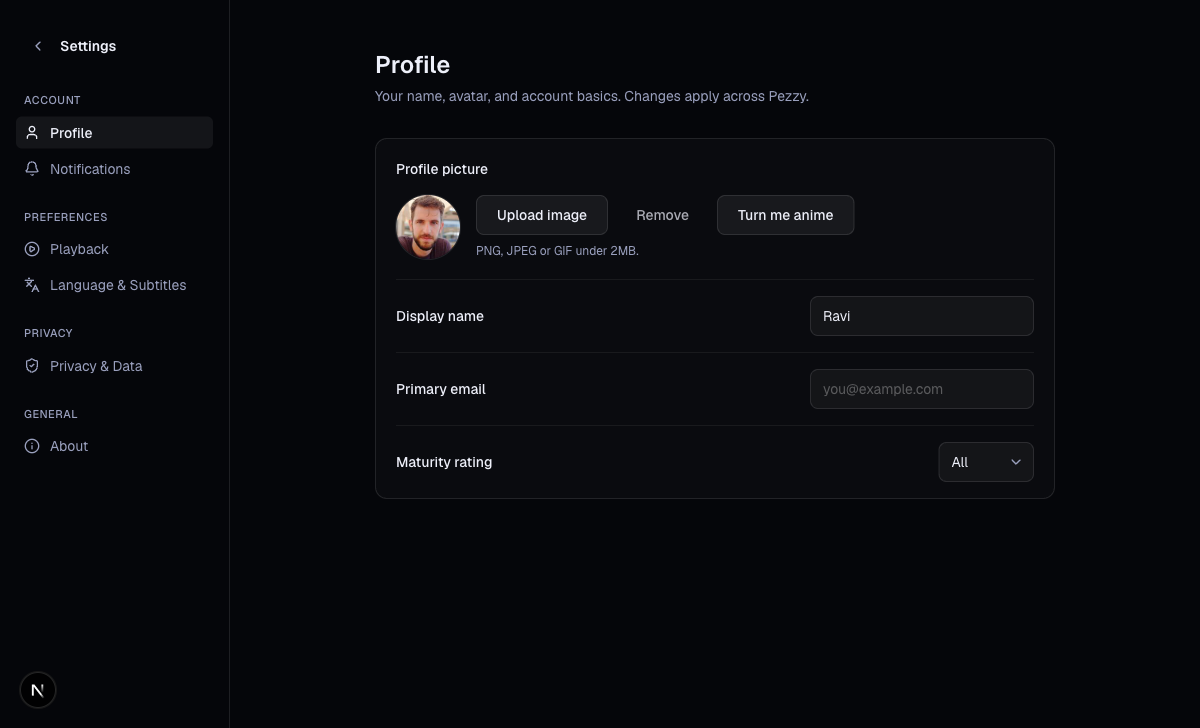 Settings
ACCOUNT
Profile
Notifications
PREFERENCES
Playback
Language & Subtitles
PRIVACY
Privacy & Data
GENERAL
About
N
Profile
Your name, avatar, and account basics. Changes apply across Pezzy.
Profile picture
Upload image
Remove
Turn me anime
PNG, JPEG or GIF under 2MB.
Display name
Ravi
Primary email
you@example.com
Maturity rating
All